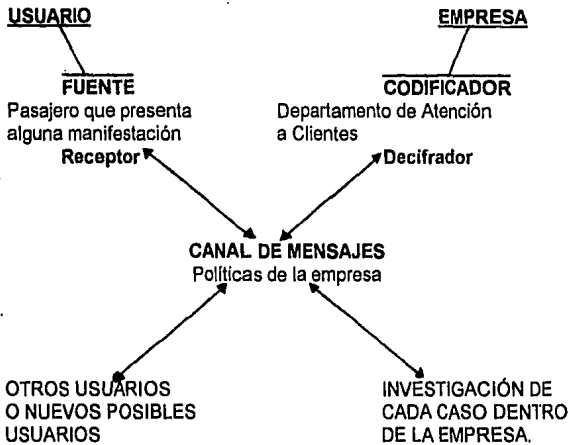 USUARIO
EMPRESA
FUENTE
CODIFICADOR
Pasajero que presenta
alguna manifestación
Departamento de Atención
a Clientes
Receptor
Decifrador
CANAL DE MENSAJES
Políticas de la empresa
OTROS USUARIOS
O NUEVOS POSIBLES
USUARIOS
INVESTIGACIÓN DE
CADA CASO DENTRO
DE LA EMPRESA.